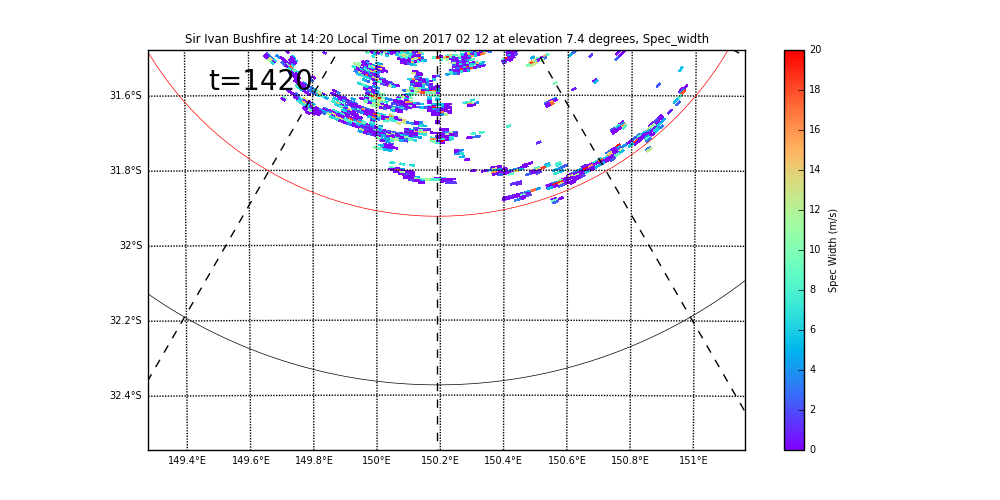 Sir Ivan Bushfire at 14:20 Local Time on 2017 02 12 at elevation 7.4 degrees, Spec_width
t=1420
31.6°S
31.8°S
32°S
32.2°S
32.4°S
149.4°E 149.6°E 149.8°E 150°E 150.2°E 150.4°E 150.6°E 150.8°E 151°E
20
18
16
14
12
10
8
6
4
2
0
Spec Width (m/s)